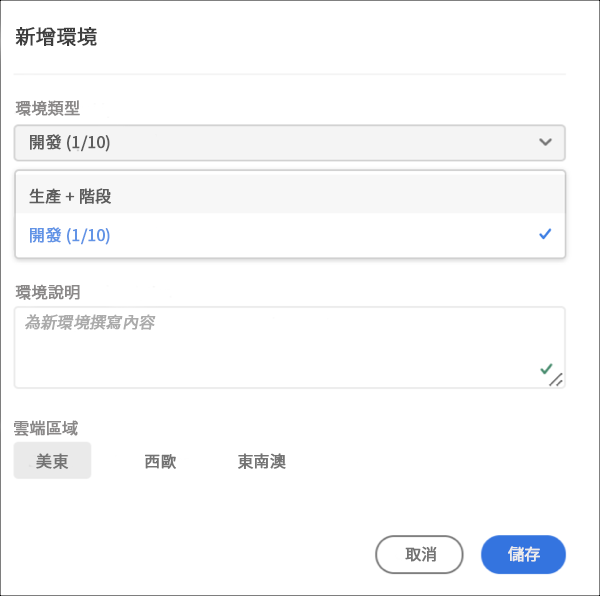 新增環境
環境類型
開發 (1/10)
生產 + 階段
開發 (1/10)
環境說明
為新環境撰寫內容
雲端區域
美東 西歐 東南澳
取消 儲存